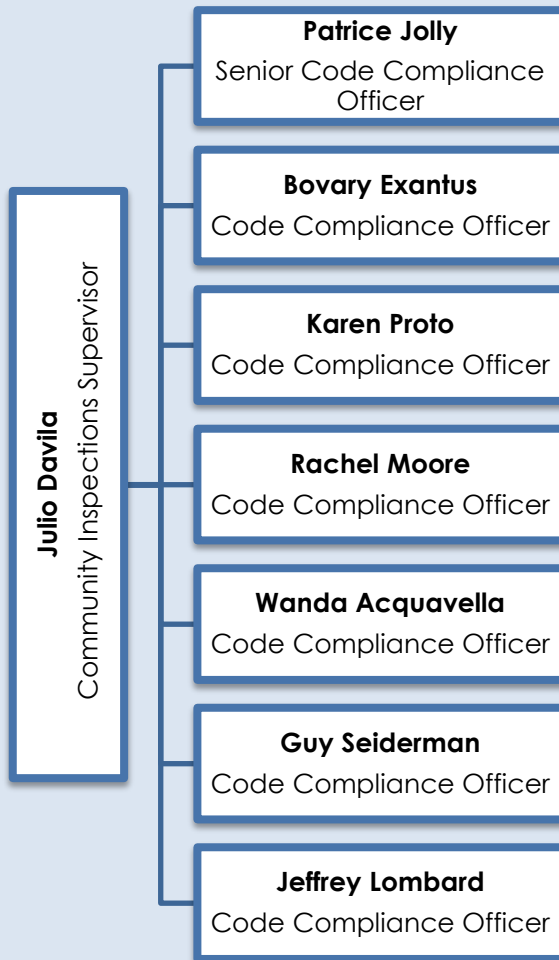 Julio Davila
Community Inspections Supervisor
Patrice Jolly
Senior Code Compliance
Officer
Bovary Exantus
Code Compliance Officer
Karen Proto
Code Compliance Officer
Rachel Moore
Code Compliance Officer
Wanda Acquavella
Code Compliance Officer
Guy Seiderman
Code Compliance Officer
Jeffrey Lombard
Code Compliance Officer